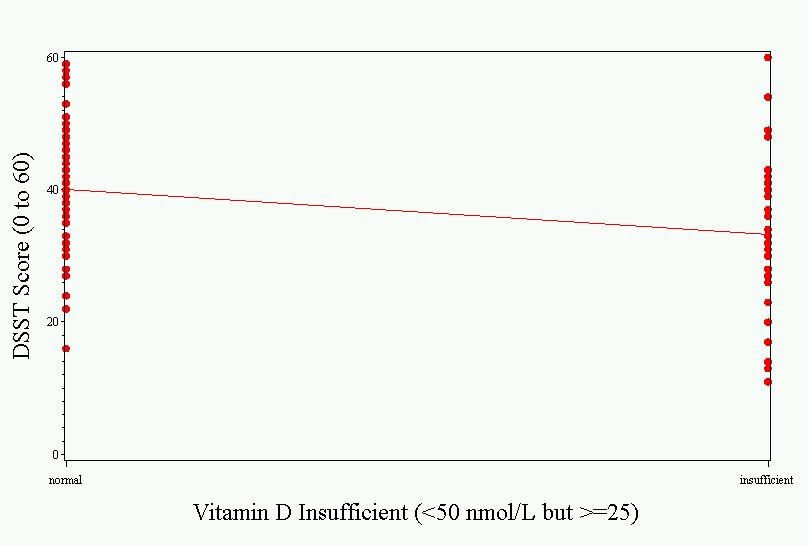 DSST Score (0 to 60)
60
40
20
0
normal
insufficient
Vitamin D Insufficient (<50 nmol/L but >=25)